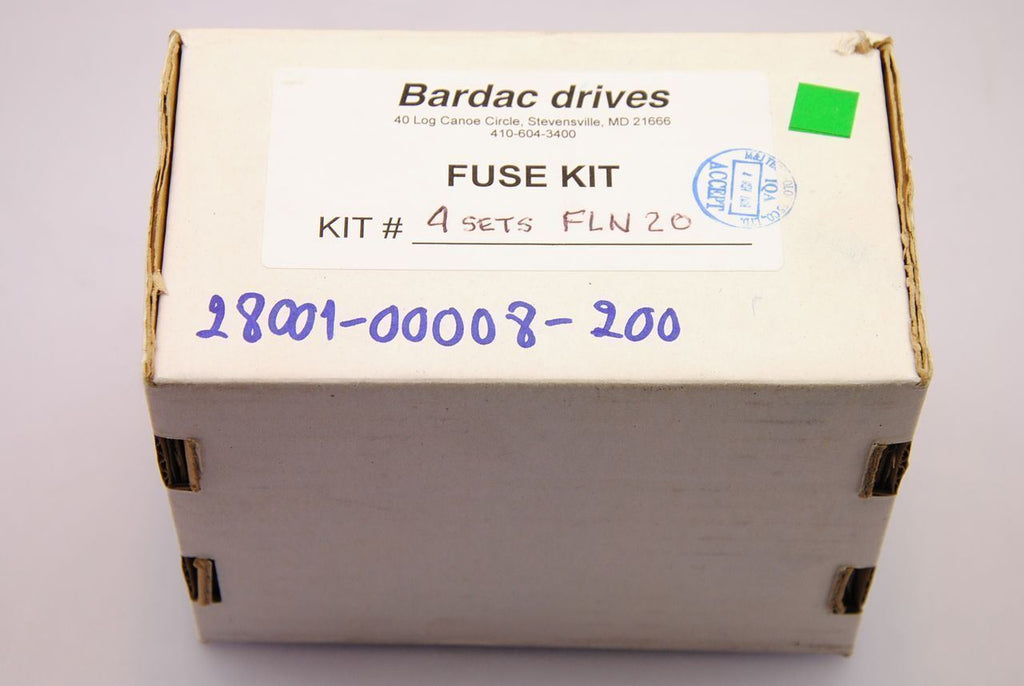 Bardac drives
40 Log Canoe Circle, Stevensville, MD 21666
410-604-3400
FUSE KIT
KIT # 4 SETS FLN 20
IQA
ACCEPT
28001-00008-200